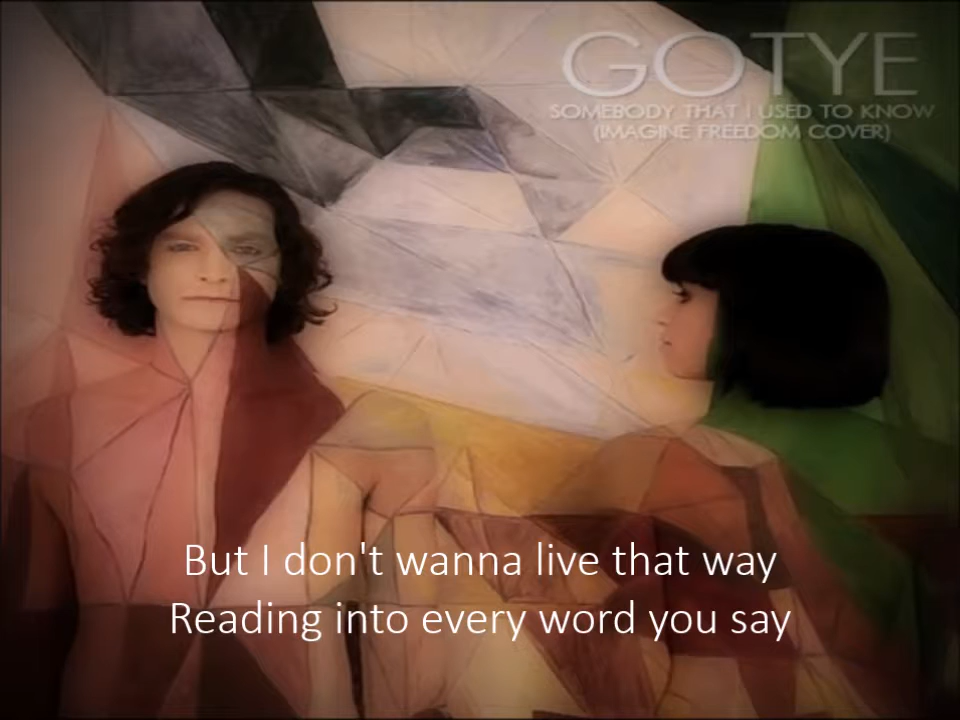 GOTYE
SOMEBODY THAT I USED TO KNOW
(IMAGINE FREEDOM COVER)
But I don't wanna live that way
Reading into every word you say